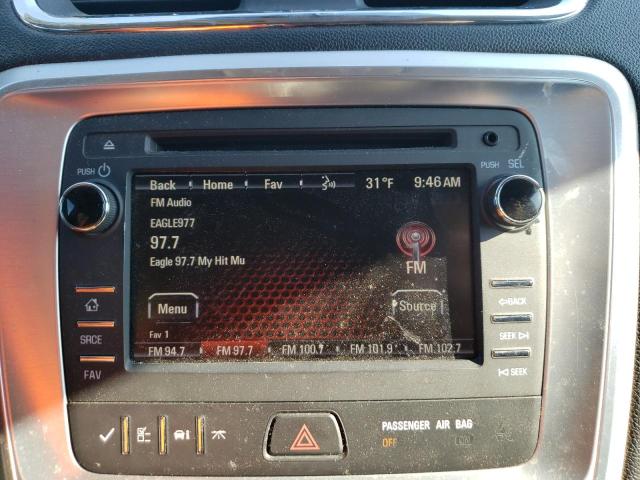 PUSH
PUSH SEL
Back Home Fav 31°F 9:46 AM
FM Audio
EAGLE977
97.7
Eagle 97.7 My Hit Mu
FM
Menu
Source
Fav 1
FM 94.7 FM 97.7 FM 100.7 FM 101.9 FM 102.7
SRCE
FAV
BACK
SEEK
SEEK
PASSENGER AIR BAG
OFF
ON